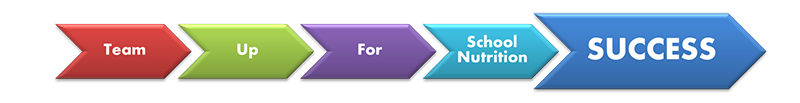 Team
Up
For
School
Nutrition
SUCCESS